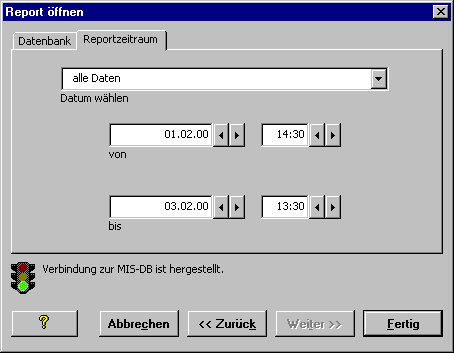 Report öffnen
Datenbank Reportzeitraum
alle Daten
Datum wählen
01.02.00 14:30
von
03.02.00 13:30
bis
Verbindung zur MIS-DB ist hergestellt.
? Abbrechen << Zurück Weiter >> Fertig